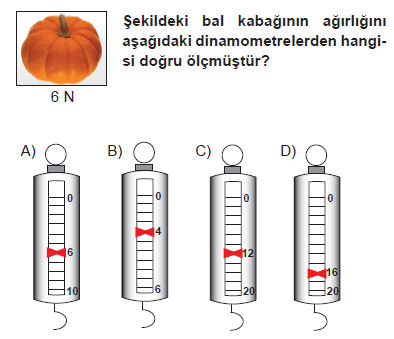 Şekildeki bal kabağının ağırlığını
aşağıdaki dinamometrelerden hangi-
si doğru ölçmüştür?
6 N
A) B) C) D)
0 0 0 0
6 4 12 16
10 6 20 20